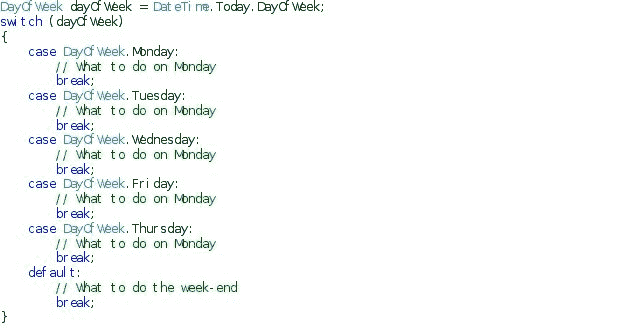 DayOfWeek dayOfWeek = DateTime.Today.DayOfWeek;
switch (dayOfWeek)
{
    case DayOfWeek.Monday:
        // What to do on Monday
        break;
    case DayOfWeek.Tuesday:
        // What to do on Monday
        break;
    case DayOfWeek.Wednesday:
        // What to do on Monday
        break;
    case DayOfWeek.Friday:
        // What to do on Monday
        break;
    case DayOfWeek.Thursday:
        // What to do on Monday
        break;
    default:
        // What to do the week-end
        break;
}